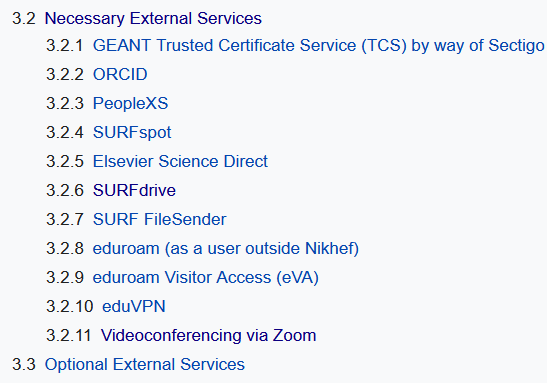 3.2 Necessary External Services
3.2.1 GEANT Trusted Certificate Service (TCS) by way of Sectigo
3.2.2 ORCID
3.2.3 PeopleXS
3.2.4 SURFspot
3.2.5 Elsevier Science Direct
3.2.6 SURFdrive
3.2.7 SURF FileSender
3.2.8 eduroam (as a user outside Nikhef)
3.2.9 eduroam Visitor Access (eVA)
3.2.10 eduVPN
3.2.11 Videoconferencing via Zoom
3.3 Optional External Services